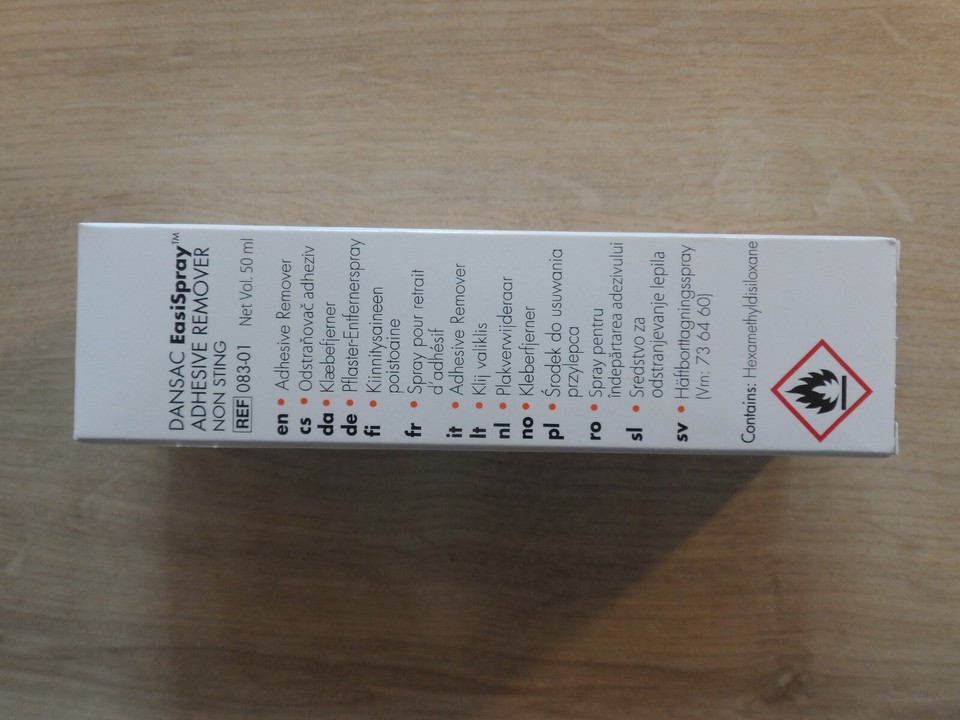 DANSAC EasiSpray™
ADHESIVE REMOVER
NON STING
REF 083-01 Net Vol. 50 ml
en • Adhesive Remover
cs • Odstraňovač adheziv
da • Klæbefjerner
de • Pflaster-Entfernerspray
fi • Kiinnitysaineen
poistoaine
fr • Spray pour retrait
d'adhésif
it • Adhesive Remover
lt • Klij valiklis
nl • Plakverwijderaar
no • Kleberfjerner
pl • Środek do usuwania
przylepca
ro • Spray pentru
îndepărtarea adezivului
sl • Sredstvo za
odstranjevanje lepila
sv • Häftborttagningsspray
(Vnr: 73 64 60)
Contains: Hexamethyldisiloxane